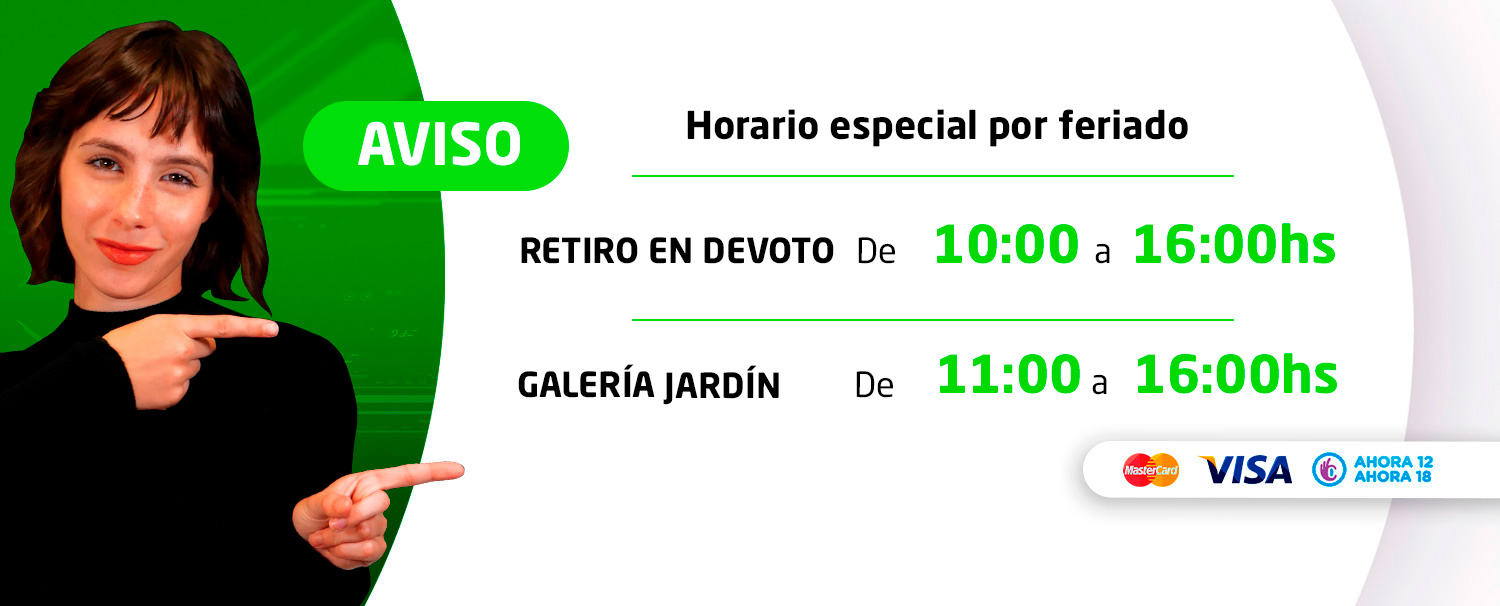 AVISO
Horario especial por feriado
RETIRO EN DEVOTO De 10:00 a 16:00hs
GALERÍA JARDÍN De 11:00 a 16:00hs
MasterCard VISA AHORA 12
AHORA 18